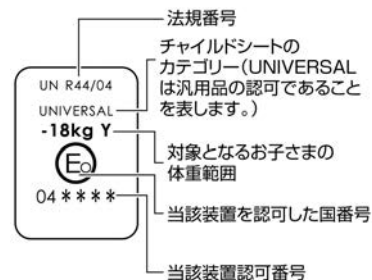 法規番号
チャイルドシートの
カテゴリー(UNIVERSAL
は汎用品の認可であること
を表します。)
対象となるお子さまの
体重範囲
当該装置を認可した国番号
当該装置認可番号
UN R44/04
UNIVERSAL
-18kg Y
E0
04 ****